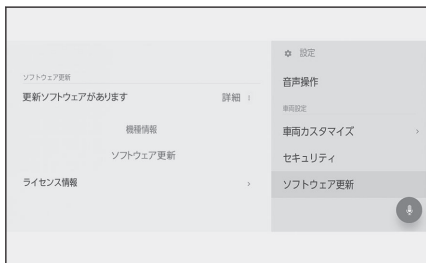 ソフトウェア更新
更新ソフトウェアがあります
詳細
機種情報
ソフトウェア更新
ライセンス情報
設定
音声操作
車両設定
車両カスタマイズ
セキュリティ
ソフトウェア更新